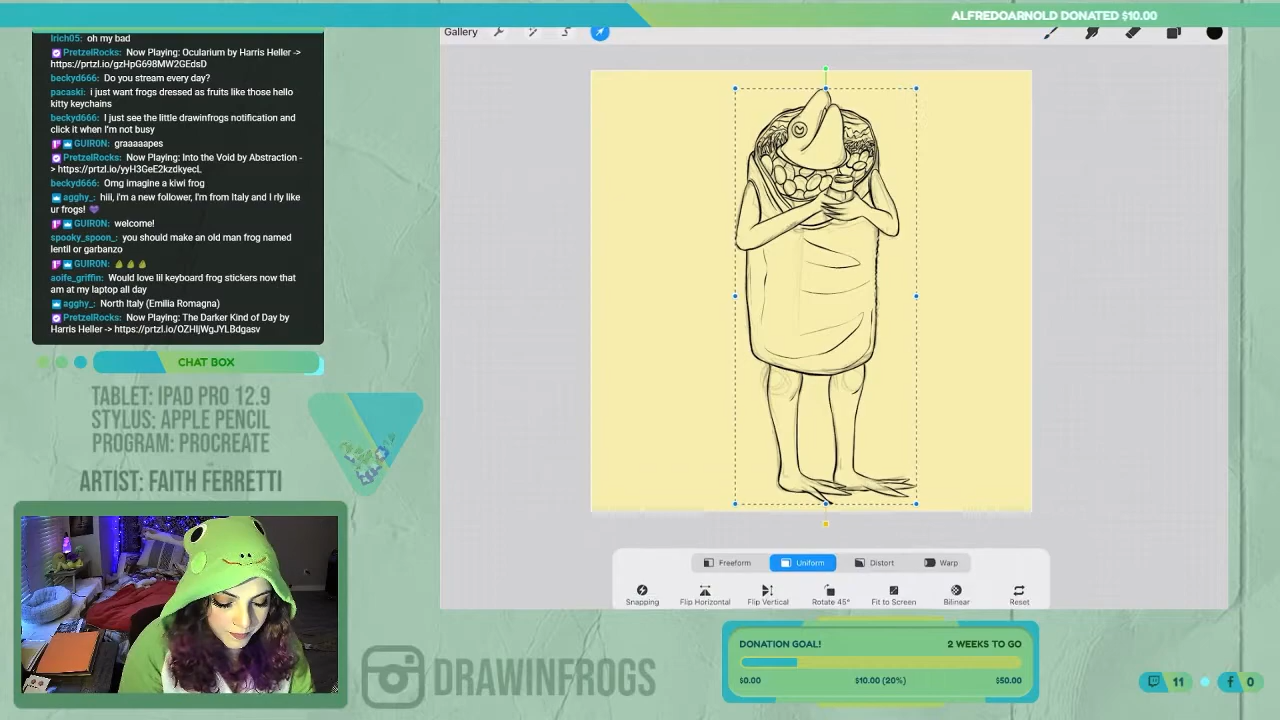 ALFREDOARNOLD DONATED $10.00
lrich05: oh my bad
PretzelRocks: Now Playing: Ocularium by Harris Heller ->
https://prtzl.io/gzHpG698MW2GEdsD
beckyd666: Do you stream every day?
pacaski: i just want frogs dressed as fruits like those hello
kitty keychains
beckyd666: I just see the little drawinfrogs notification and
click it when I'm not busy
GUIR0N: graaaaapes
PretzelRocks: Now Playing: Into the Void by Abstraction -
> https://prtzl.io/yyH3GeE2kzdkyecL
beckyd666: Omg imagine a kiwi frog
agghy_: hiii, i'm a new follower, I'm from Italy and I rly like
ur frogs!
GUIR0N: welcome!
spooky_spoon_: you should make an old man frog named
lentil or garbanzo
GUIR0N:
aoife_griffin: Would love lil keyboard frog stickers now that
am at my laptop all day
agghy_: North Italy (Emilia Romagna)
PretzelRocks: Now Playing: The Darker Kind of Day by
Harris Heller -> https://prtzl.io/OZHljWgJYLBdgasv
CHAT BOX
TABLET: IPAD PRO 12.9
STYLUS: APPLE PENCIL
PROGRAM: PROCREATE
ARTIST: FAITH FERRETTI
Gallery
Freeform Uniform Distort Warp
Snapping Flip Horizontal Flip Vertical Rotate 45° Fit to Screen Bilinear Reset
DRAWINFROGS
DONATION GOAL! 2 WEEKS TO GO
$0.00 $10.00 (20%) $50.00
11 0